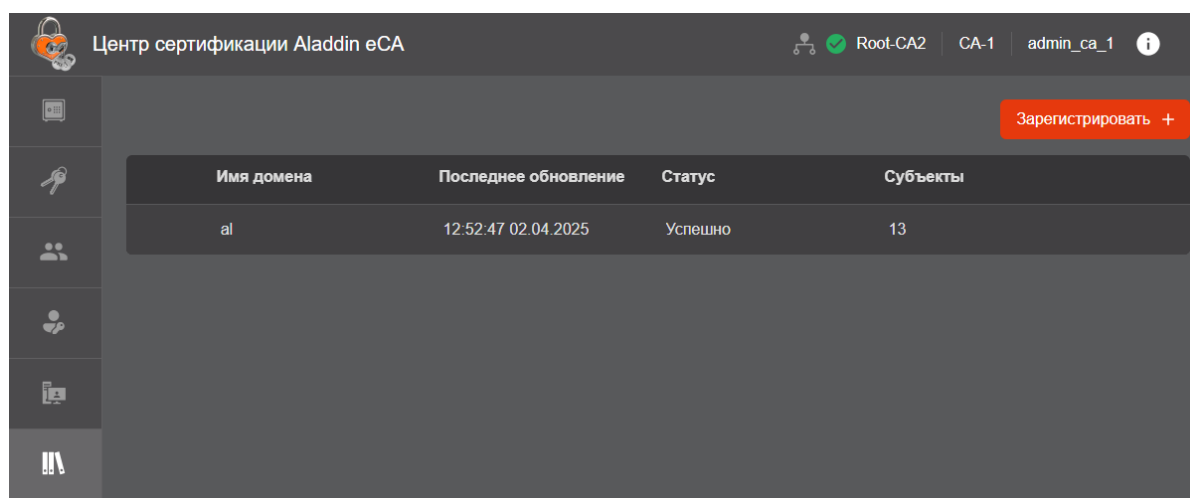 Центр сертификации Aladdin eCA
Root-CA2 CA-1 admin_ca_1
Зарегистрировать +
Имя домена Последнее обновление Статус Субъекты
al 12:52:47 02.04.2025 Успешно 13